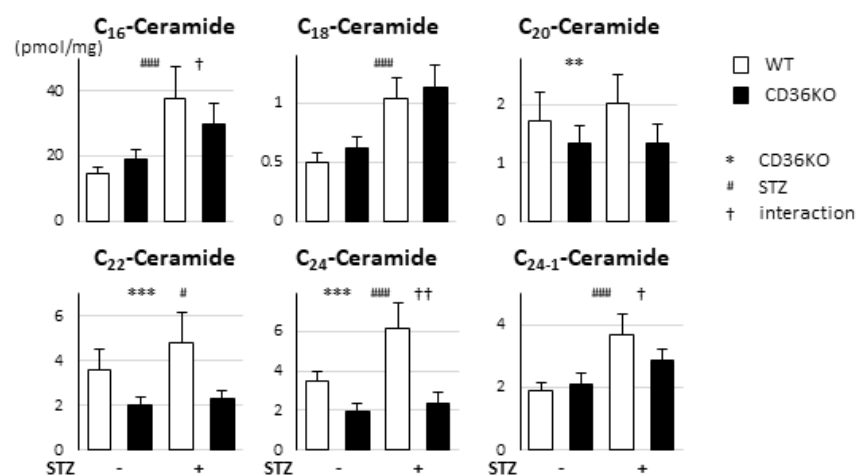 C16-Ceramide
(pmol/mg)
### †
40
20
0
C18-Ceramide
###
1
0.5
0
C20-Ceramide
**
2
1
0
WT
CD36KO
* CD36KO
# STZ
† interaction
C22-Ceramide
*** #
6
4
2
0
STZ - +
C24-Ceramide
*** ### ††
6
4
2
0
STZ - +
C24-1-Ceramide
### †
4
2
0
STZ - +